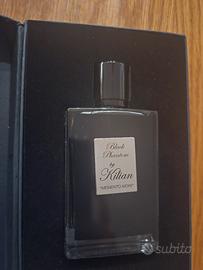 Black
Phantom
by
Kilian
"MEMENTO MORI"
subito